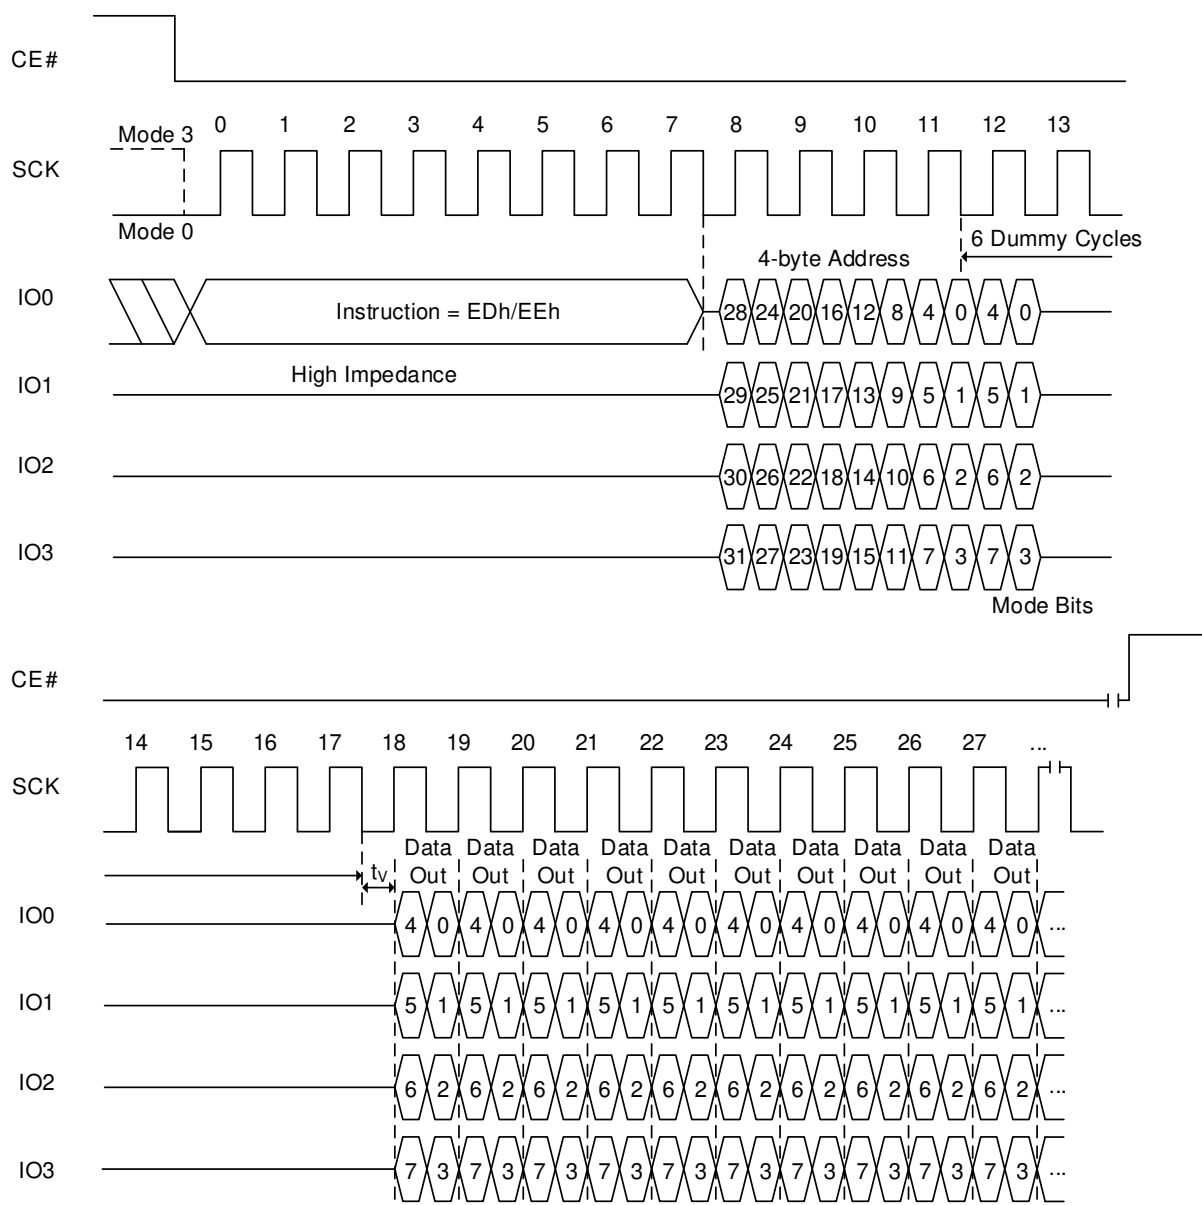 CE#
0 1 2 3 4 5 6 7 8 9 10 11 12 13
Mode 3
SCK
Mode 0
6 Dummy Cycles
4-byte Address
IO0
Instruction = EDh/EEh
28 24 20 16 12 8 4 0 4 0
High Impedance
IO1
29 25 21 17 13 9 5 1 5 1
IO2
30 26 22 18 14 10 6 2 6 2
IO3
31 27 23 19 15 11 7 3 7 3
Mode Bits
CE#
14 15 16 17 18 19 20 21 22 23 24 25 26 27 ...
SCK
Data Data Data Data Data Data Data Data Data Data
tV Out Out Out Out Out Out Out Out Out Out
IO0
4 0 4 0 4 0 4 0 4 0 4 0 4 0 4 0 4 0 4 0 ...
IO1
5 1 5 1 5 1 5 1 5 1 5 1 5 1 5 1 5 1 5 1 ...
IO2
6 2 6 2 6 2 6 2 6 2 6 2 6 2 6 2 6 2 6 2 ...
IO3
7 3 7 3 7 3 7 3 7 3 7 3 7 3 7 3 7 3 7 3 ...